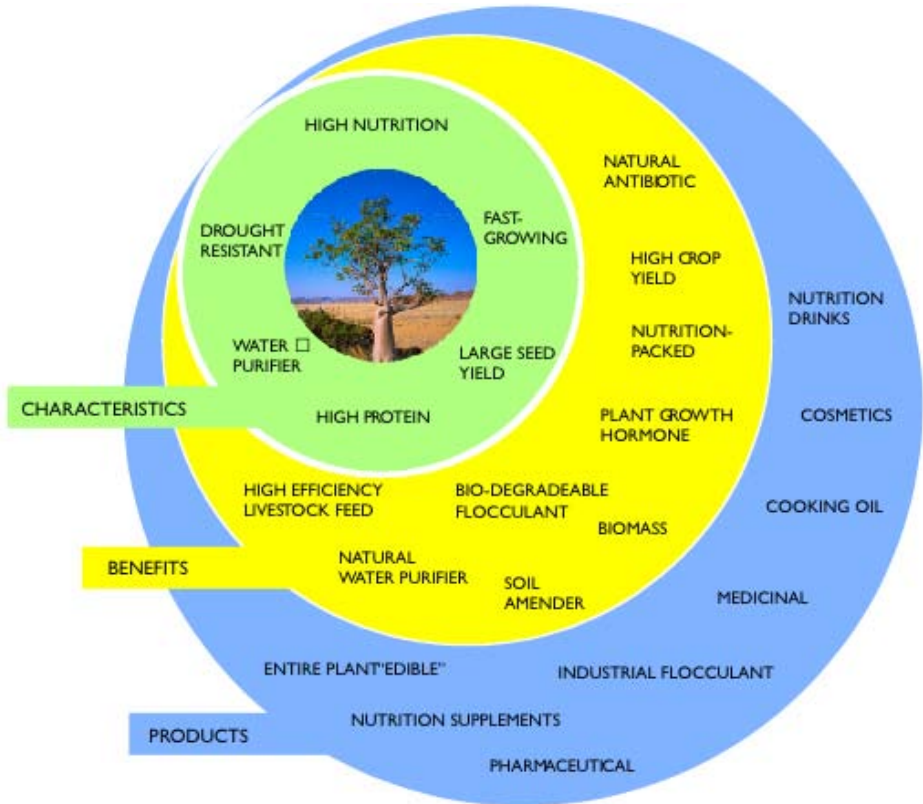 HIGH NUTRITION
DROUGHT
RESISTANT
FAST-
GROWING
WATER □
PURIFIER
LARGE SEED
YIELD
HIGH PROTEIN
CHARACTERISTICS
NATURAL
ANTIBIOTIC
HIGH CROP
YIELD
NUTRITION-
PACKED
PLANT GROWTH
HORMONE
HIGH EFFICIENCY
LIVESTOCK FEED
BIO-DEGRADEABLE
FLOCCULANT
BIOMASS
NATURAL
WATER PURIFIER
SOIL
AMENDER
BENEFITS
NUTRITION
DRINKS
COSMETICS
COOKING OIL
MEDICINAL
ENTIRE PLANT"EDIBLE"
INDUSTRIAL FLOCCULANT
NUTRITION SUPPLEMENTS
PHARMACEUTICAL
PRODUCTS